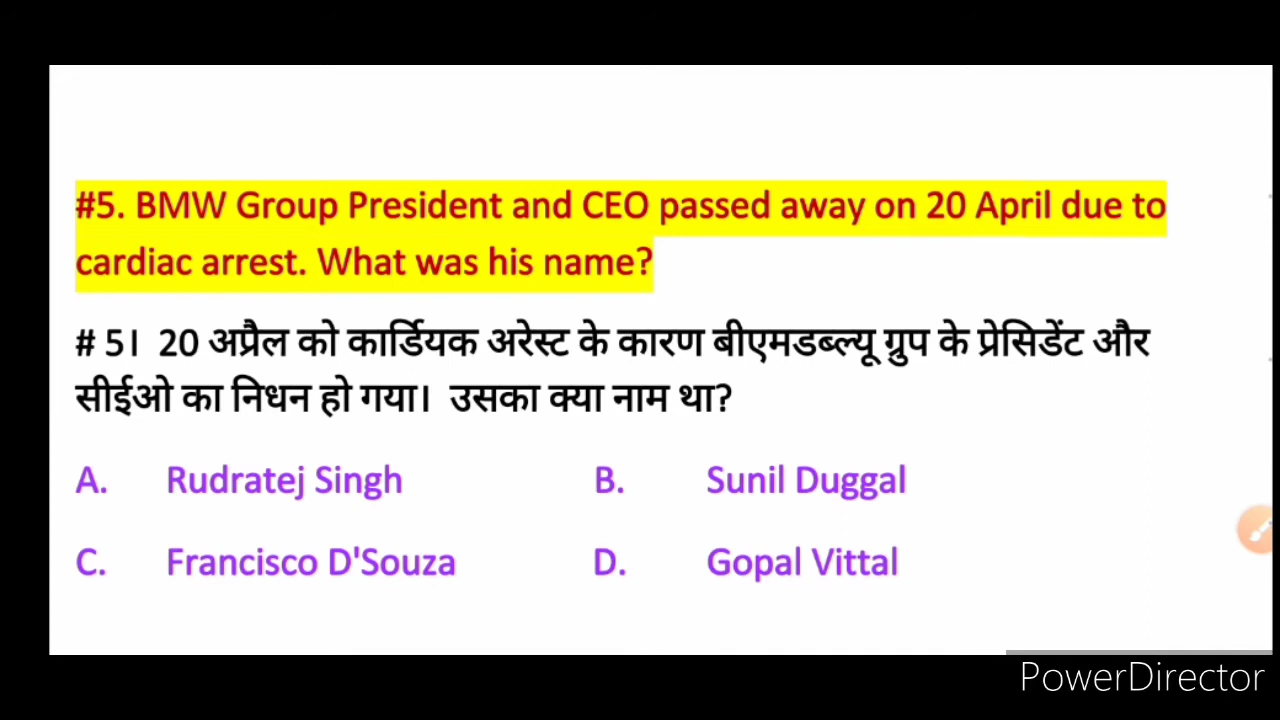 #5. BMW Group President and CEO passed away on 20 April due to
cardiac arrest. What was his name?
# 5। 20 अप्रैल को कार्डियक अरेस्ट के कारण बीएमडब्ल्यू ग्रुप के प्रेसिडेंट और
सीईओ का निधन हो गया। उसका क्या नाम था?
A. Rudratej Singh B. Sunil Duggal
C. Francisco D'Souza D. Gopal Vittal
PowerDirector